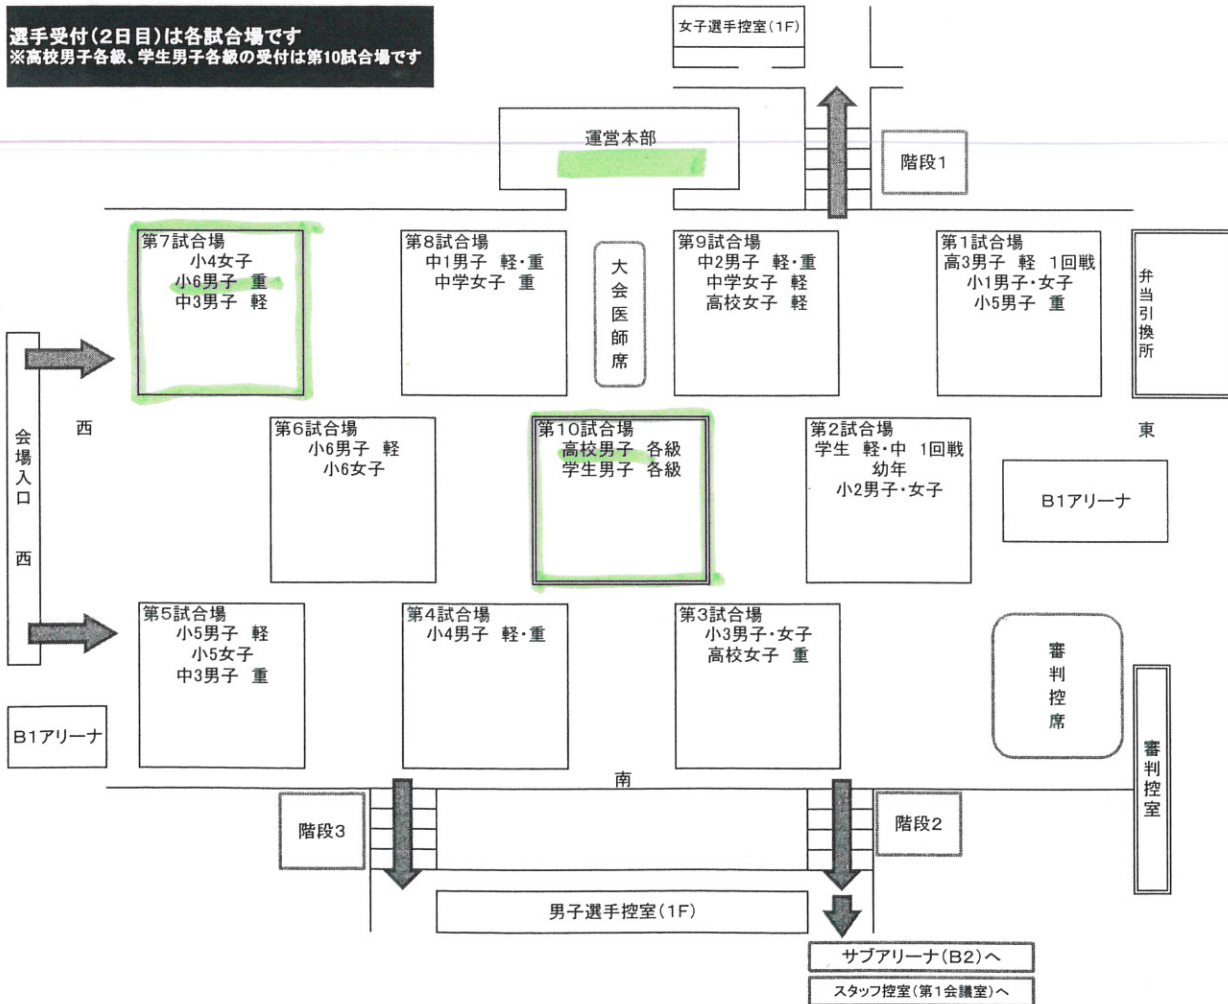 選手受付(2日目)は各試合場です
※高校男子各級、学生男子各級の受付は第10試合場です
女子選手控室(1F)
運営本部
階段1
第7試合場
小4女子
小6男子 重
中3男子 軽
第8試合場
中1男子 軽・重
中学女子 重
大会医師席
第9試合場
中2男子 軽・重
中学女子 軽
高校女子 軽
第1試合場
高3男子 軽 1回戦
小1男子・女子
小5男子 重
弁当引換所
会場入口 西
西
第6試合場
小6男子 軽
小6女子
第10試合場
高校男子 各級
学生男子 各級
第2試合場
学生 軽・中 1回戦
幼年
小2男子・女子
東
B1アリーナ
第5試合場
小5男子 軽
小5女子
中3男子 重
第4試合場
小4男子 軽・重
第3試合場
小3男子・女子
高校女子 重
審判控席
B1アリーナ
審判控室
南
階段3
階段2
男子選手控室(1F)
サブアリーナ(B2)へ
スタッフ控室(第1会議室)へ